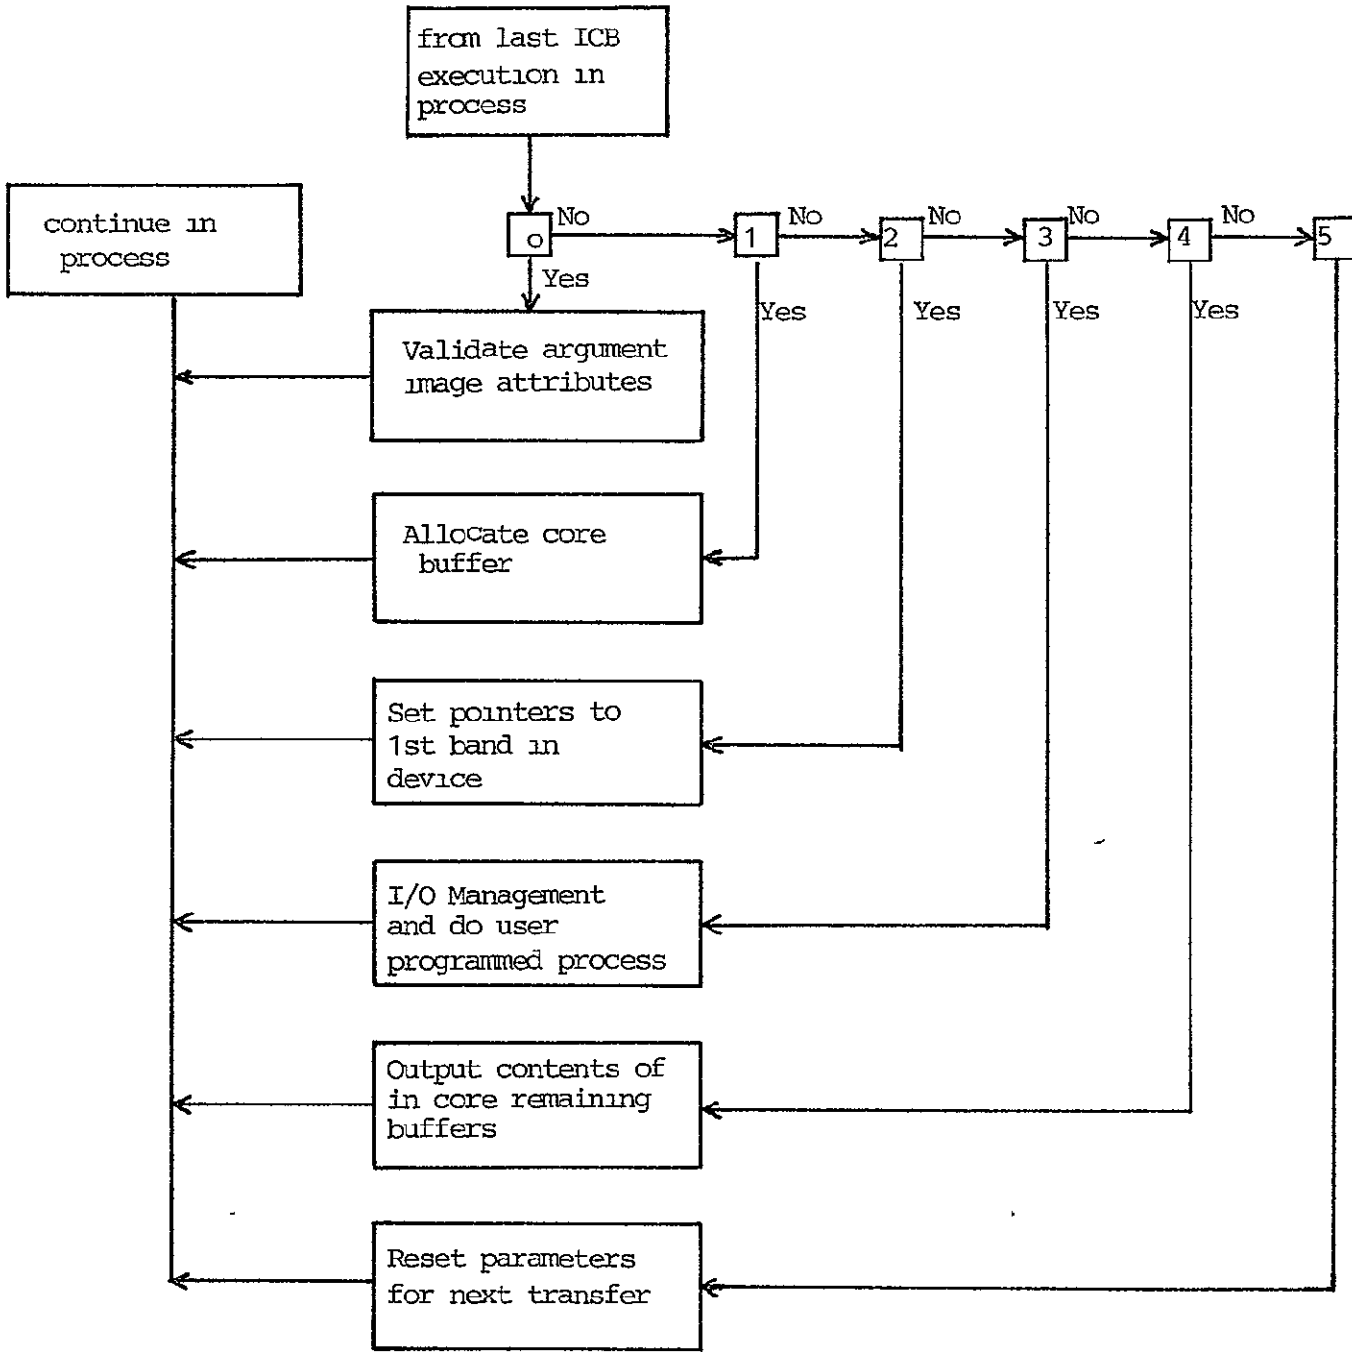 from last ICB
execution in
process
continue in
process
No
No
No
No
No
o
1
2
3
4
5
Yes
Yes
Yes
Yes
Yes
Validate argument
image attributes
Allocate core
buffer
Set pointers to
1st band in
device
I/O Management
and do user
programmed process
Output contents of
in core remaining
buffers
Reset parameters
for next transfer